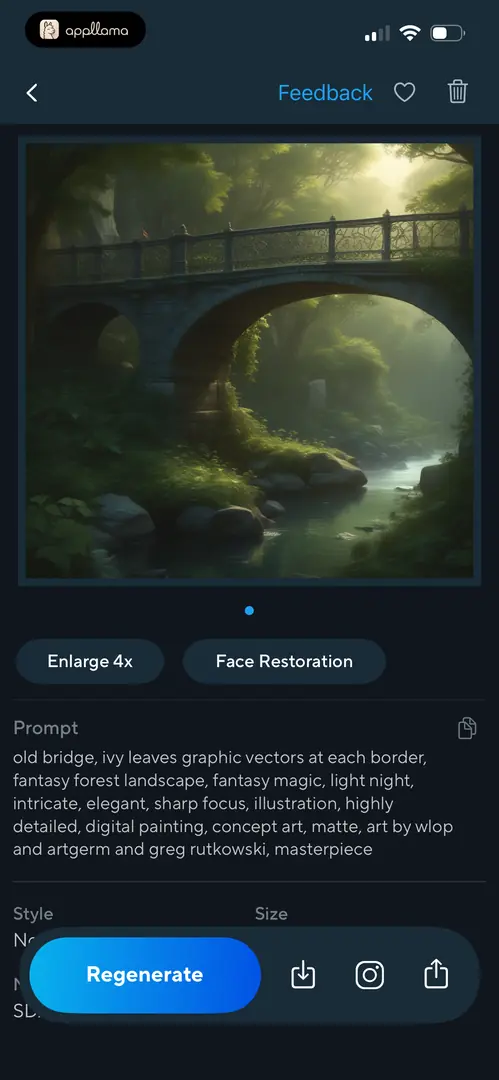 appllama
Feedback
Enlarge 4x
Face Restoration
Prompt
old bridge, ivy leaves graphic vectors at each border,
fantasy forest landscape, fantasy magic, light night,
intricate, elegant, sharp focus, illustration, highly
detailed, digital painting, concept art, matte, art by wlop
and artgerm and greg rutkowski, masterpiece
Style
Size
Regenerate